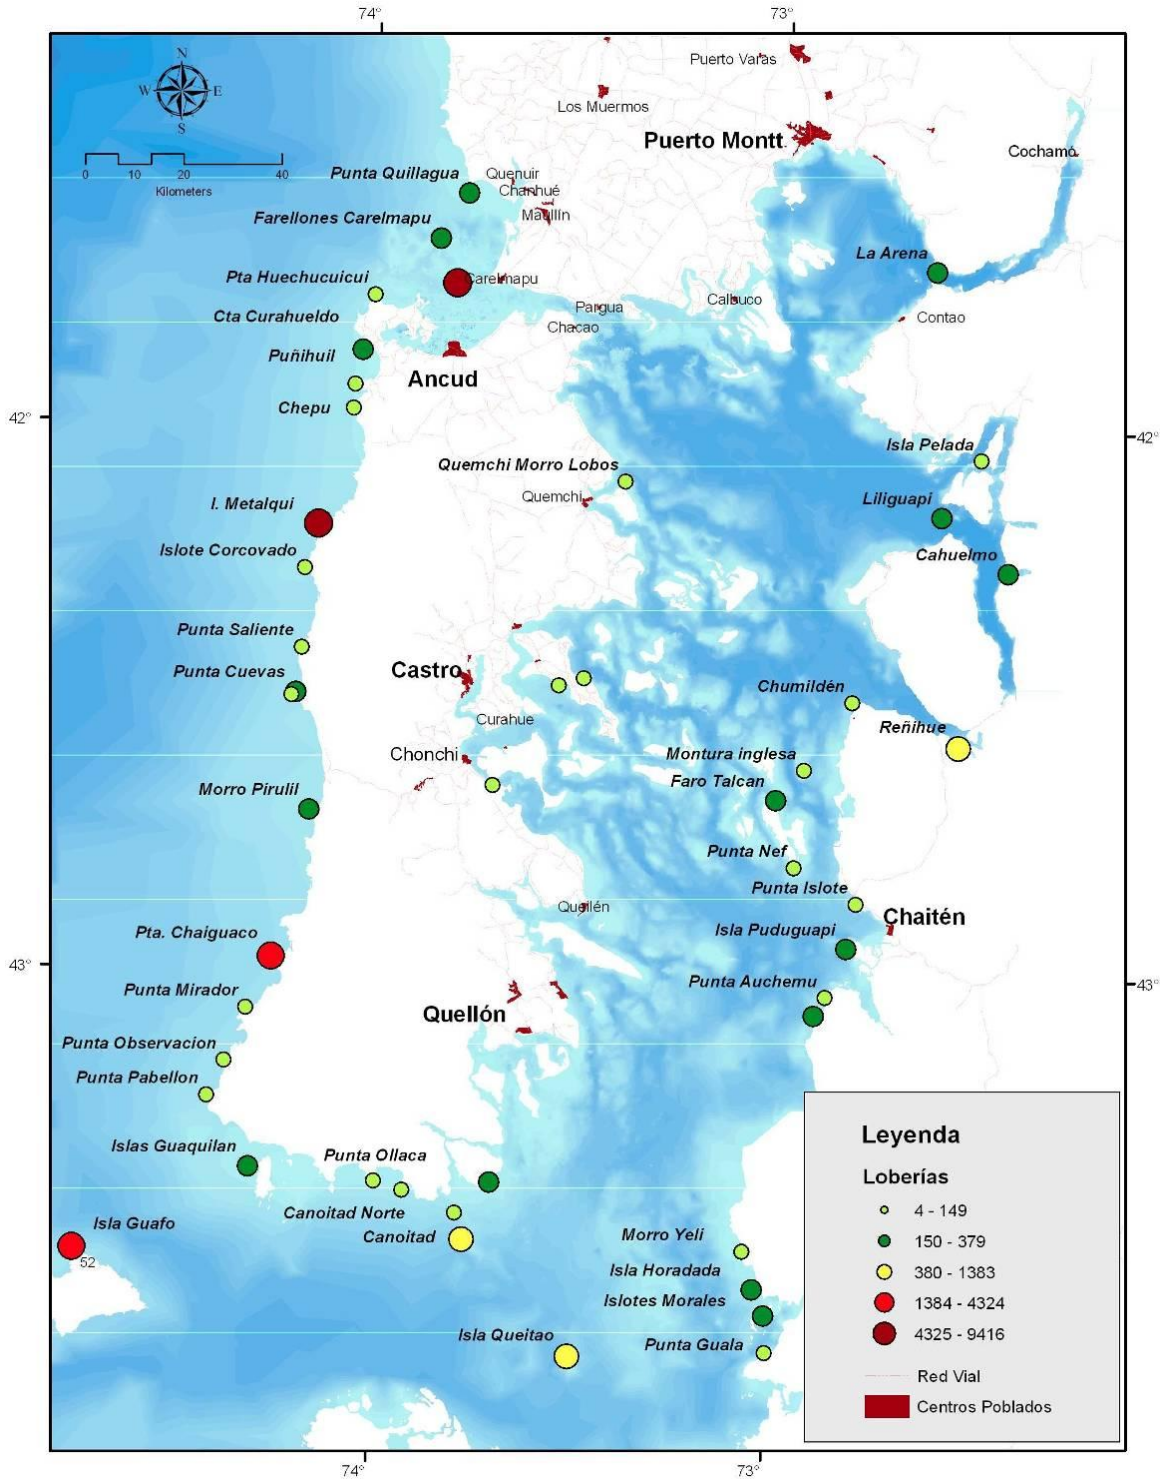 74°
73°
N
W
E
S
0
10
20
40
Kilometers
Puerto Varas
Los Muermos
Puerto Montt
Cochamó
Punta Quillagua
Quenuir
Chanhué
Maullín
Farellones Carelmapu
La Arena
Pta Huechucuicui
Carelmapu
Cta Curahueldo
Pargua
Calbuco
Contao
Chacao
Puñihuil
Ancud
Chepu
42°
42°
Isla Pelada
Quemchi Morro Lobos
Quemchi
Liliguapi
I. Metalqui
Islote Corcovado
Cahuelmo
Punta Saliente
Punta Cuevas
Castro
Chumildén
Curahue
Reñihue
Chonchi
Montura inglesa
Faro Talcan
Morro Pirulil
Punta Nef
Punta Islote
Queilén
Chaitén
Pta. Chaiguaco
Isla Puduguapi
43°
43°
Punta Mirador
Punta Auchemu
Quellón
Punta Observacion
Punta Pabellon
Islas Guaquilan
Punta Ollaca
Canoitad Norte
Isla Guafo
52
Canoitad
Morro Yeli
Isla Horadada
Islotes Morales
Isla Queitao
Punta Guala
Leyenda
Loberías
4 - 149
150 - 379
380 - 1383
1384 - 4324
4325 - 9416
Red Vial
Centros Poblados
74°
73°